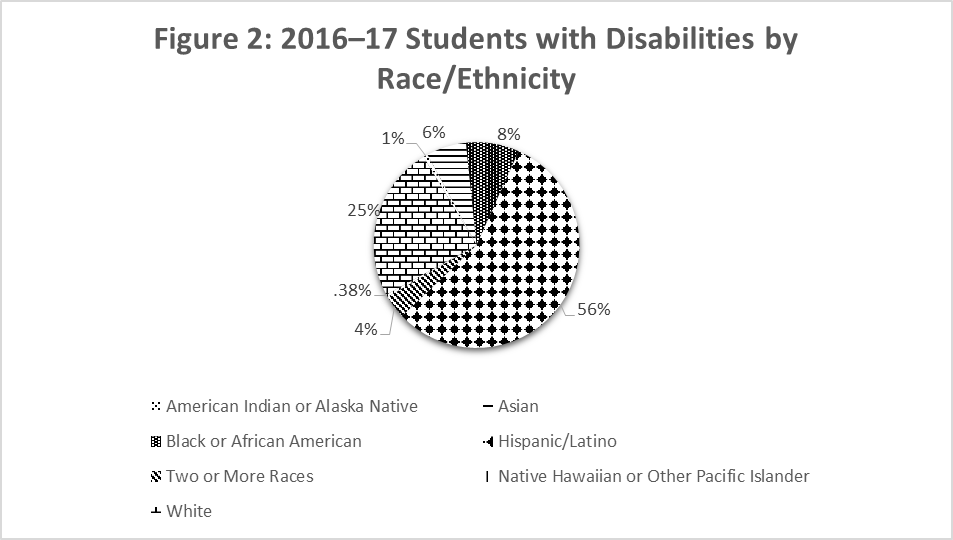 Figure 2: 2016–17 Students with Disabilities by
Race/Ethnicity
1%
6%
8%
25%
.38%
4%
56%
American Indian or Alaska Native
Asian
Black or African American
Hispanic/Latino
Two or More Races
Native Hawaiian or Other Pacific Islander
White